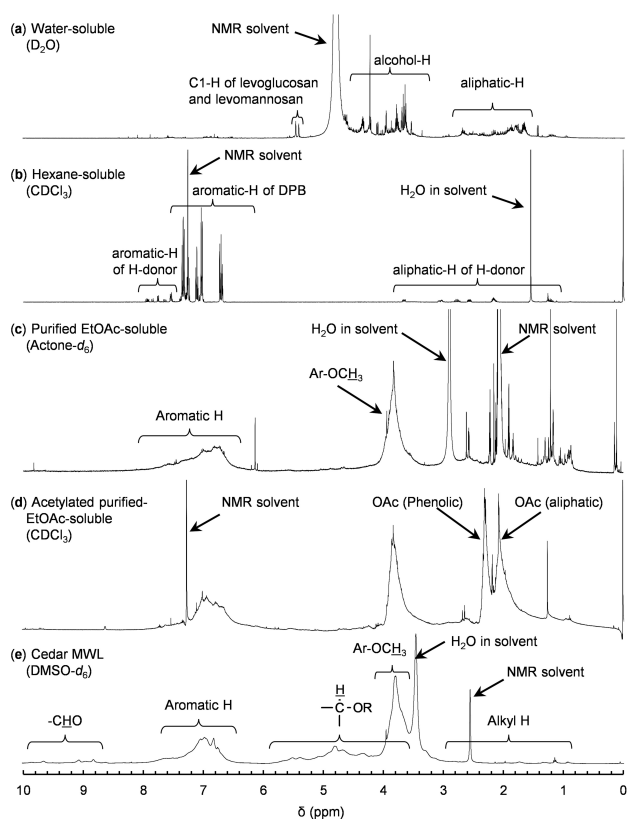 (a) Water-soluble
(D2O)
NMR solvent
C1-H of levoglucosan
and levomannosan
alcohol-H
aliphatic-H
(b) Hexane-soluble
(CDCl3)
NMR solvent
aromatic-H of DPB
aromatic-H
of H-donor
H2O in solvent
aliphatic-H of H-donor
(c) Purified EtOAc-soluble
(Actone-d6)
Aromatic H
Ar-OCH3
H2O in solvent
NMR solvent
(d) Acetylated purified-
EtOAc-soluble
(CDCl3)
NMR solvent
OAc (Phenolic)
OAc (aliphatic)
(e) Cedar MWL
(DMSO-d6)
-CHO
Aromatic H
H
C OR
Ar-OCH3
H2O in solvent
NMR solvent
Alkyl H
10 9 8 7 6 5 4 3 2 1 0
δ (ppm)